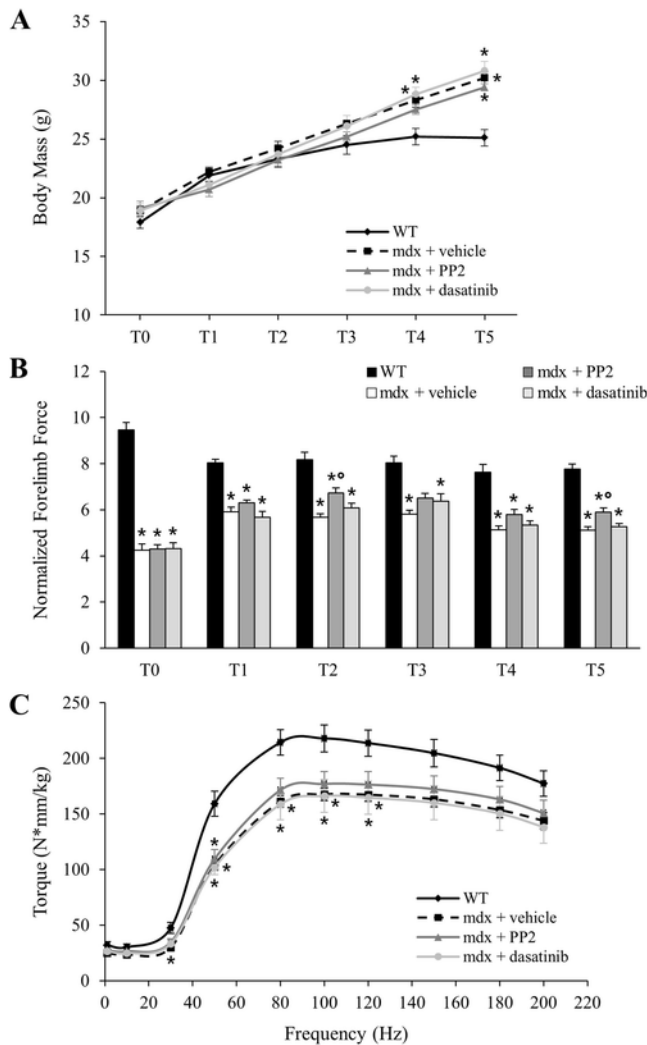 A
35
30
25
20
15
10
Body Mass (g)
*
* * *
*
WT
mdx + vehicle
mdx + PP2
mdx + dasatinib
T0 T1 T2 T3 T4 T5
B
12
10
8
6
4
2
0
Normalized Forelimb Force
WT
mdx + vehicle
mdx + PP2
mdx + dasatinib
* * *
* * *
* *° *
* *
* * *
* *° *
T0 T1 T2 T3 T4 T5
C
250
200
150
100
50
0
Torque (N*mm/kg)
* * *
* * * *
* *
*
*
WT
mdx + vehicle
mdx + PP2
mdx + dasatinib
0 20 40 60 80 100 120 140 160 180 200 220
Frequency (Hz)